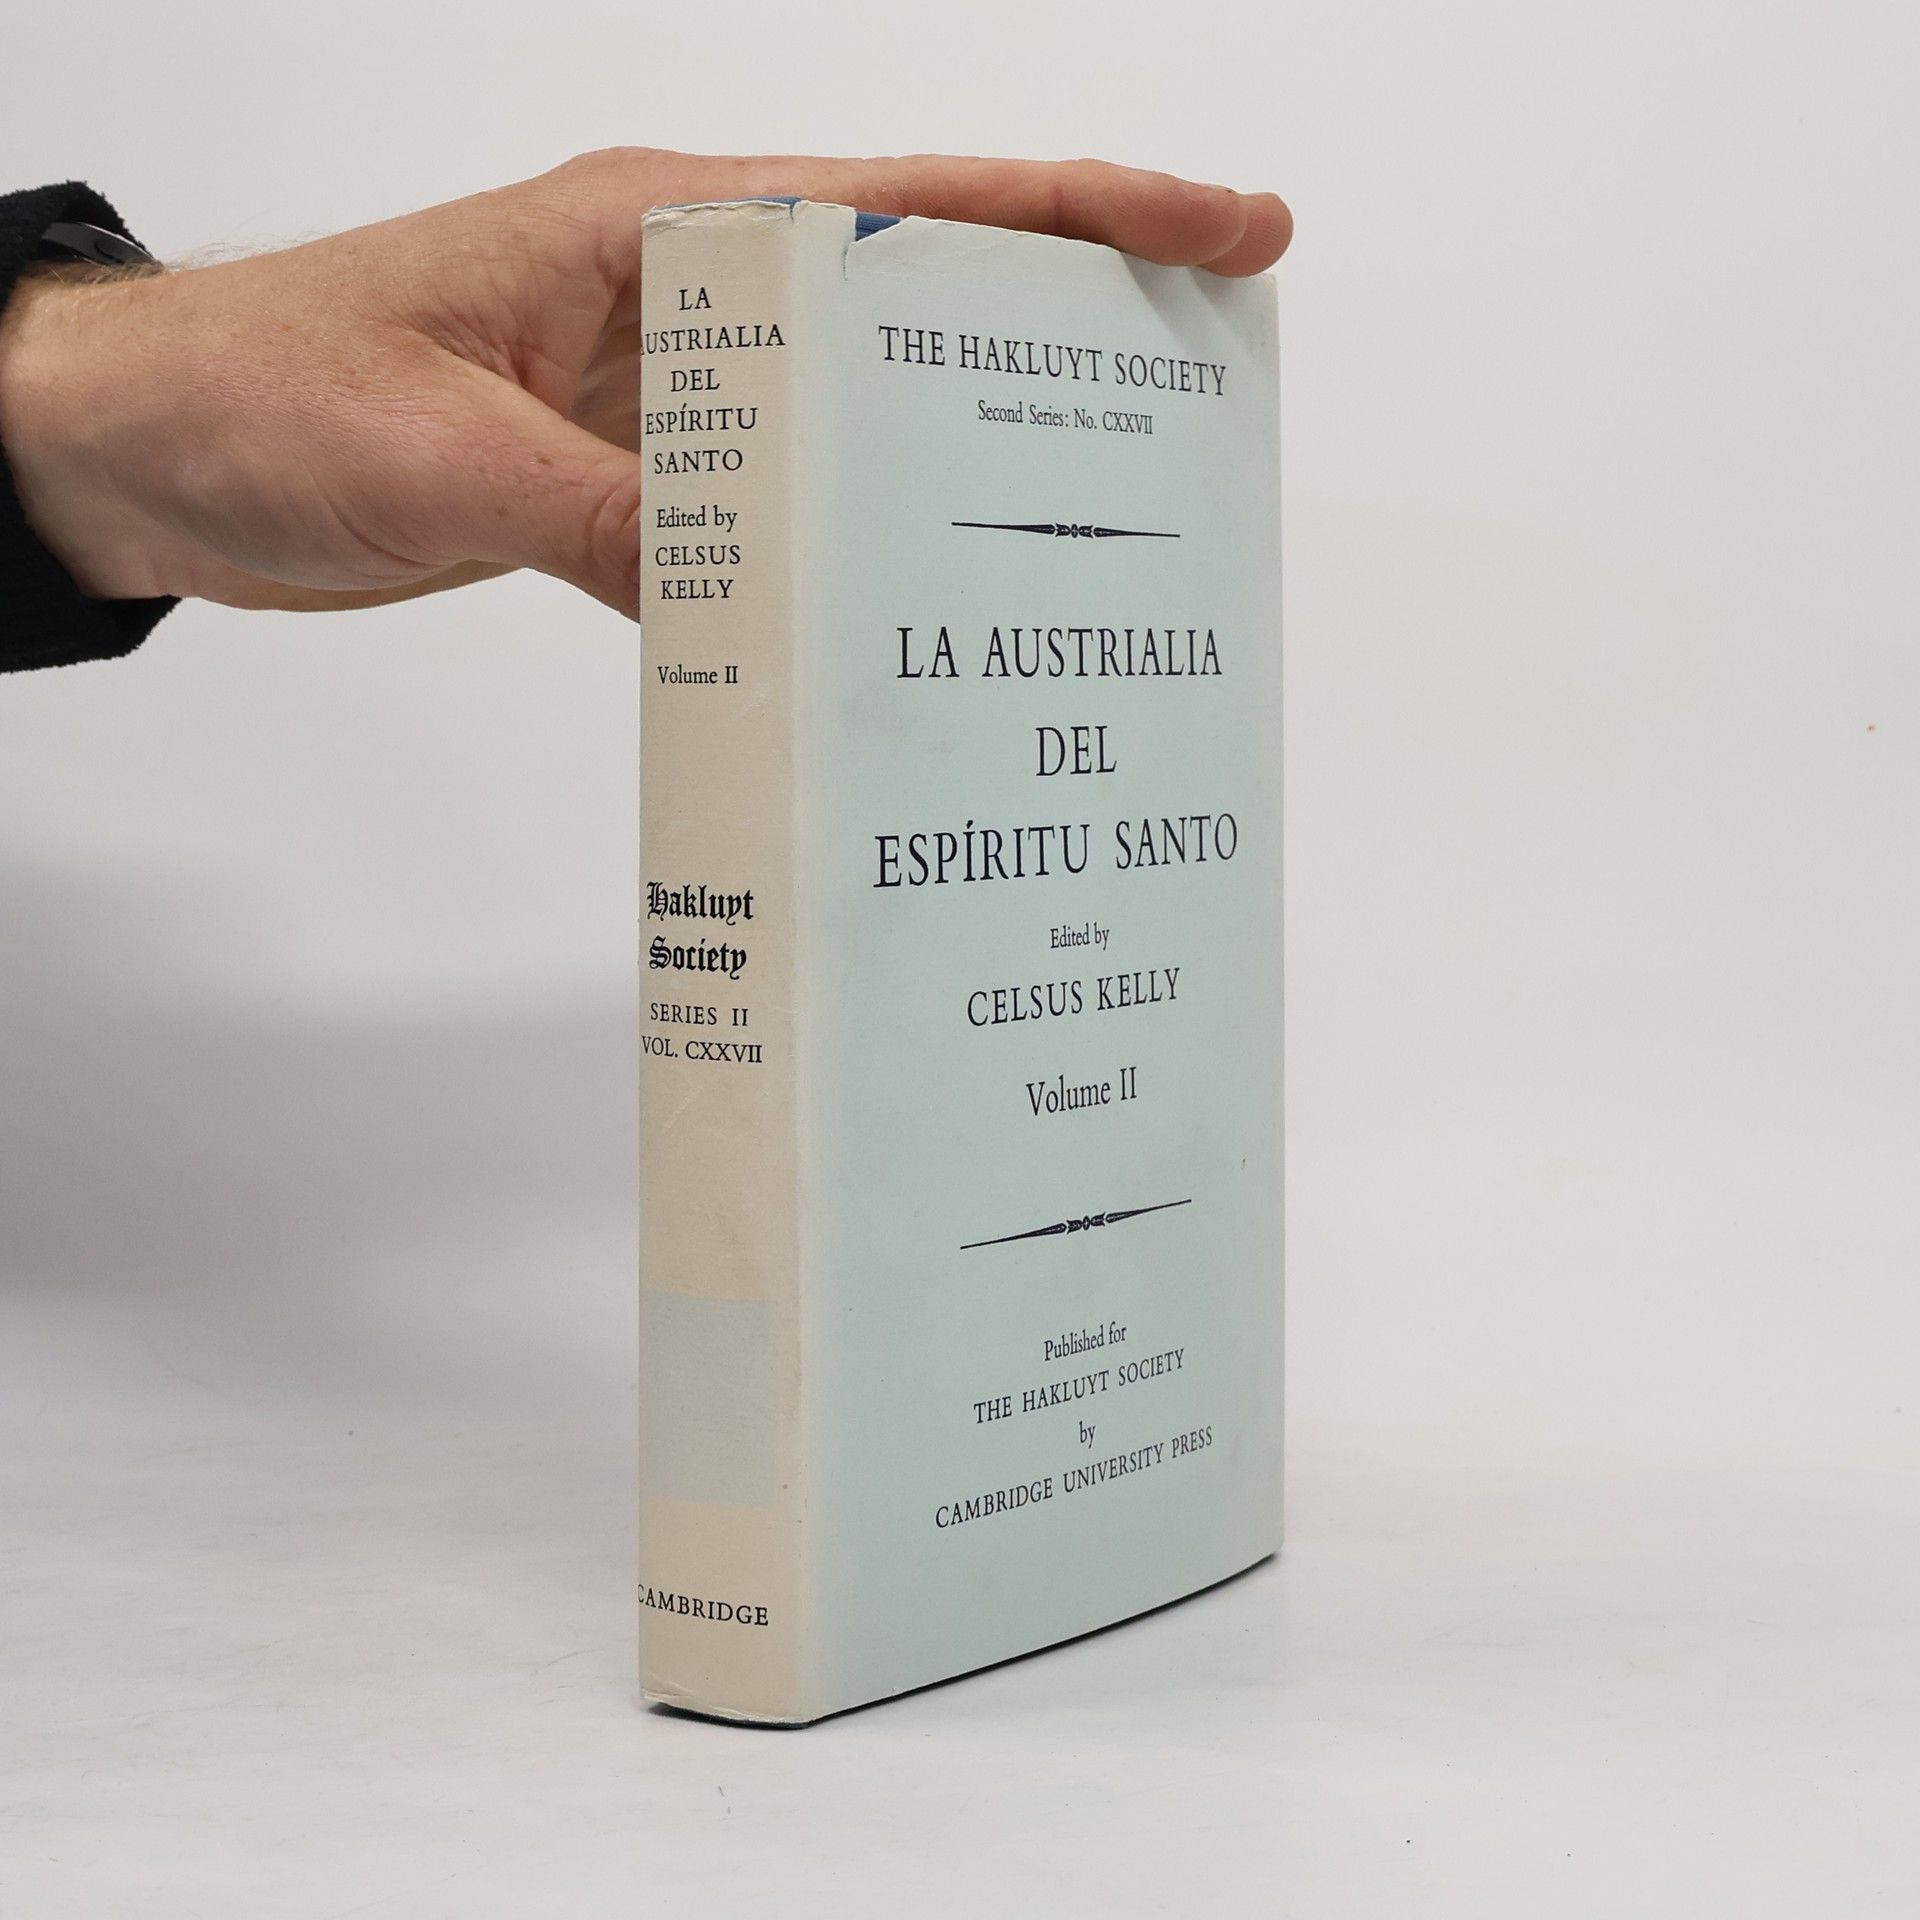 LA
AUSTRIALIA
DEL
ESPÍRITU
SANTO
Edited by
CELSUS
KELLY
Volume II
Hakluyt
Society
SERIES II
VOL. CXXVII
CAMBRIDGE
THE HAKLUYT SOCIETY
Second Series: No. CXXVII
LA AUSTRIALIA
DEL
ESPÍRITU SANTO
Edited by
CELSUS KELLY
Volume II
Published for
THE HAKLUYT SOCIETY
by
CAMBRIDGE UNIVERSITY PRESS